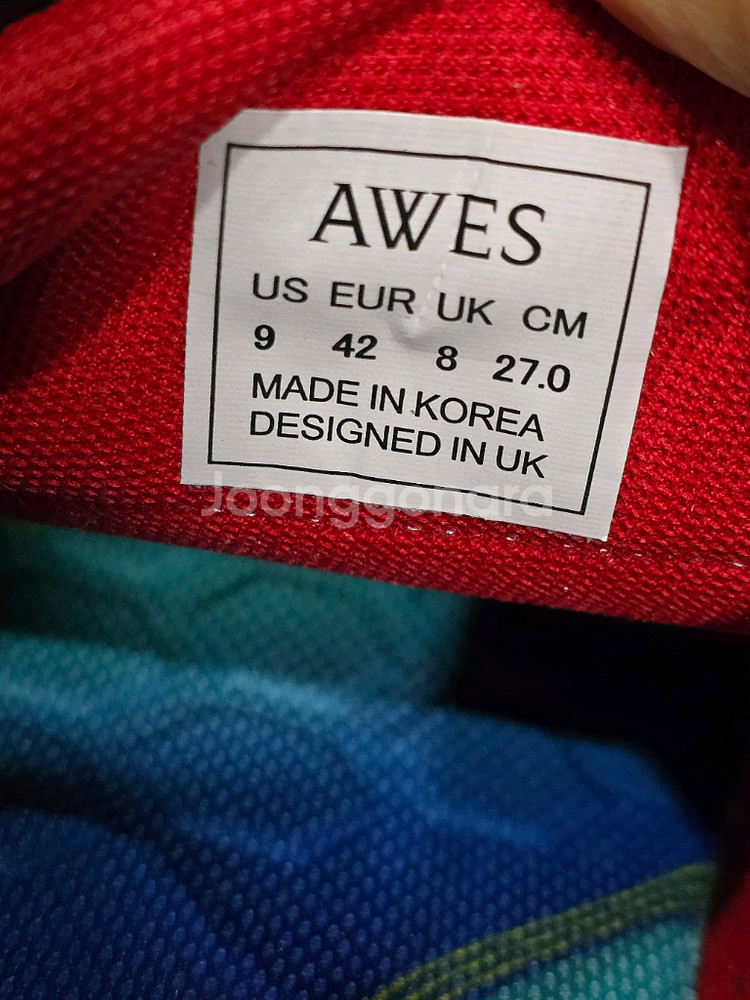 AWES
US EUR UK CM
9 42 8 27.0
MADE IN KOREA
DESIGNED IN UK
Joonggonara